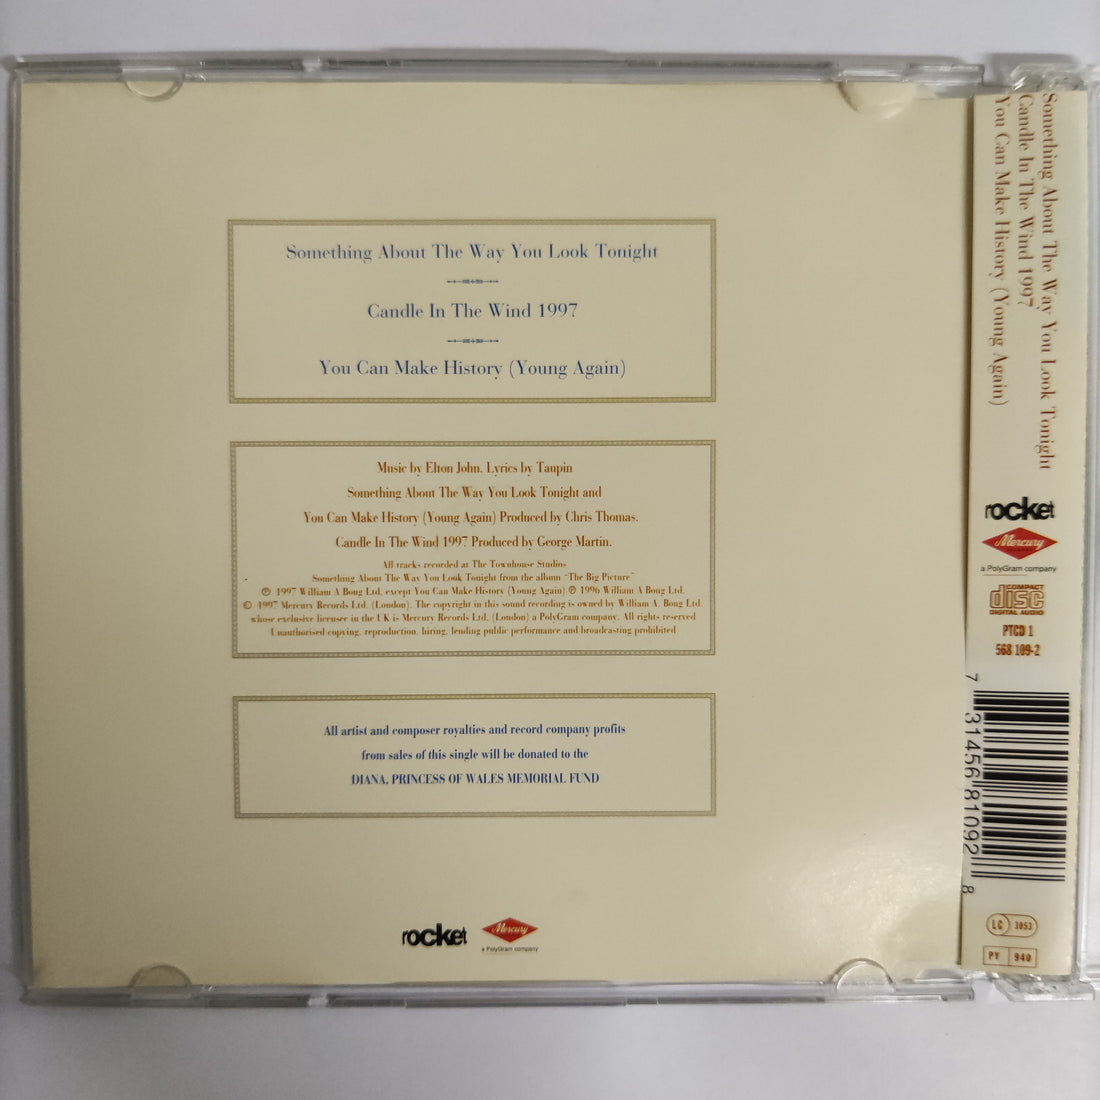 Something About The Way You Look Tonight
Candle In The Wind 1997
You Can Make History (Young Again)
Music by Elton John. Lyrics by Taupin
Something About The Way You Look Tonight and
You Can Make History (Young Again) Produced by Chris Thomas.
Candle In The Wind 1997 Produced by George Martin.
All tracks recorded at The Townhouse Studios
Something About The Way You Look Tonight from the album "The Big Picture"
℗ 1997 William A Bong Ltd. except You Can Make History (Young Again) ℗ 1996 William A Bong Ltd.
© 1997 Mercury Records Ltd. (London). The copyright in this sound recording is owned by William A. Bong Ltd.
whose exclusive licensee in the UK is Mercury Records Ltd. (London) a PolyGram company. All rights reserved
Unauthorised copying, reproduction, hiring, lending public performance and broadcasting prohibited
All artist and composer royalties and record company profits
from sales of this single will be donated to the
DIANA, PRINCESS OF WALES MEMORIAL FUND
rocket
Mercury
a PolyGram company
Something About The Way You Look Tonight
Candle In The Wind 1997
You Can Make History (Young Again)
rocket
Mercury
a PolyGram company
COMPACT
disc
DIGITAL AUDIO
PTCD 1
568 109-2
7 31456 81092 8
LC 3053
PY 940